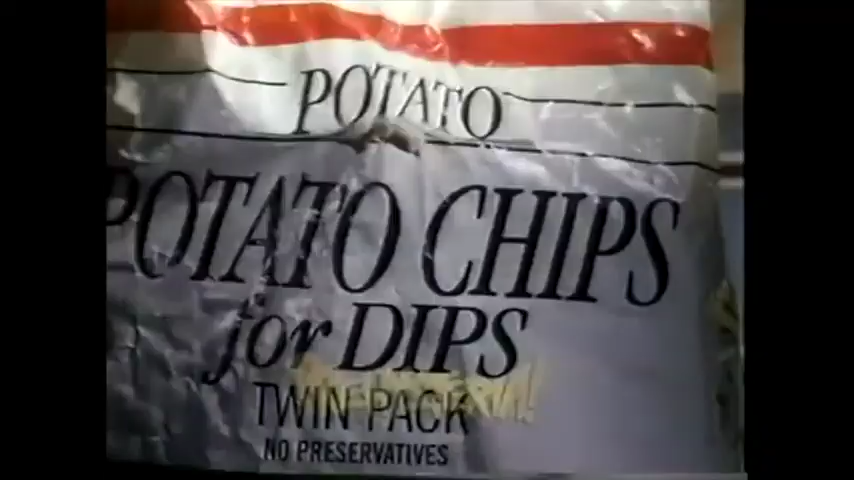 POTATO
POTATO CHIPS
for DIPS
TWIN PACK
NO PRESERVATIVES